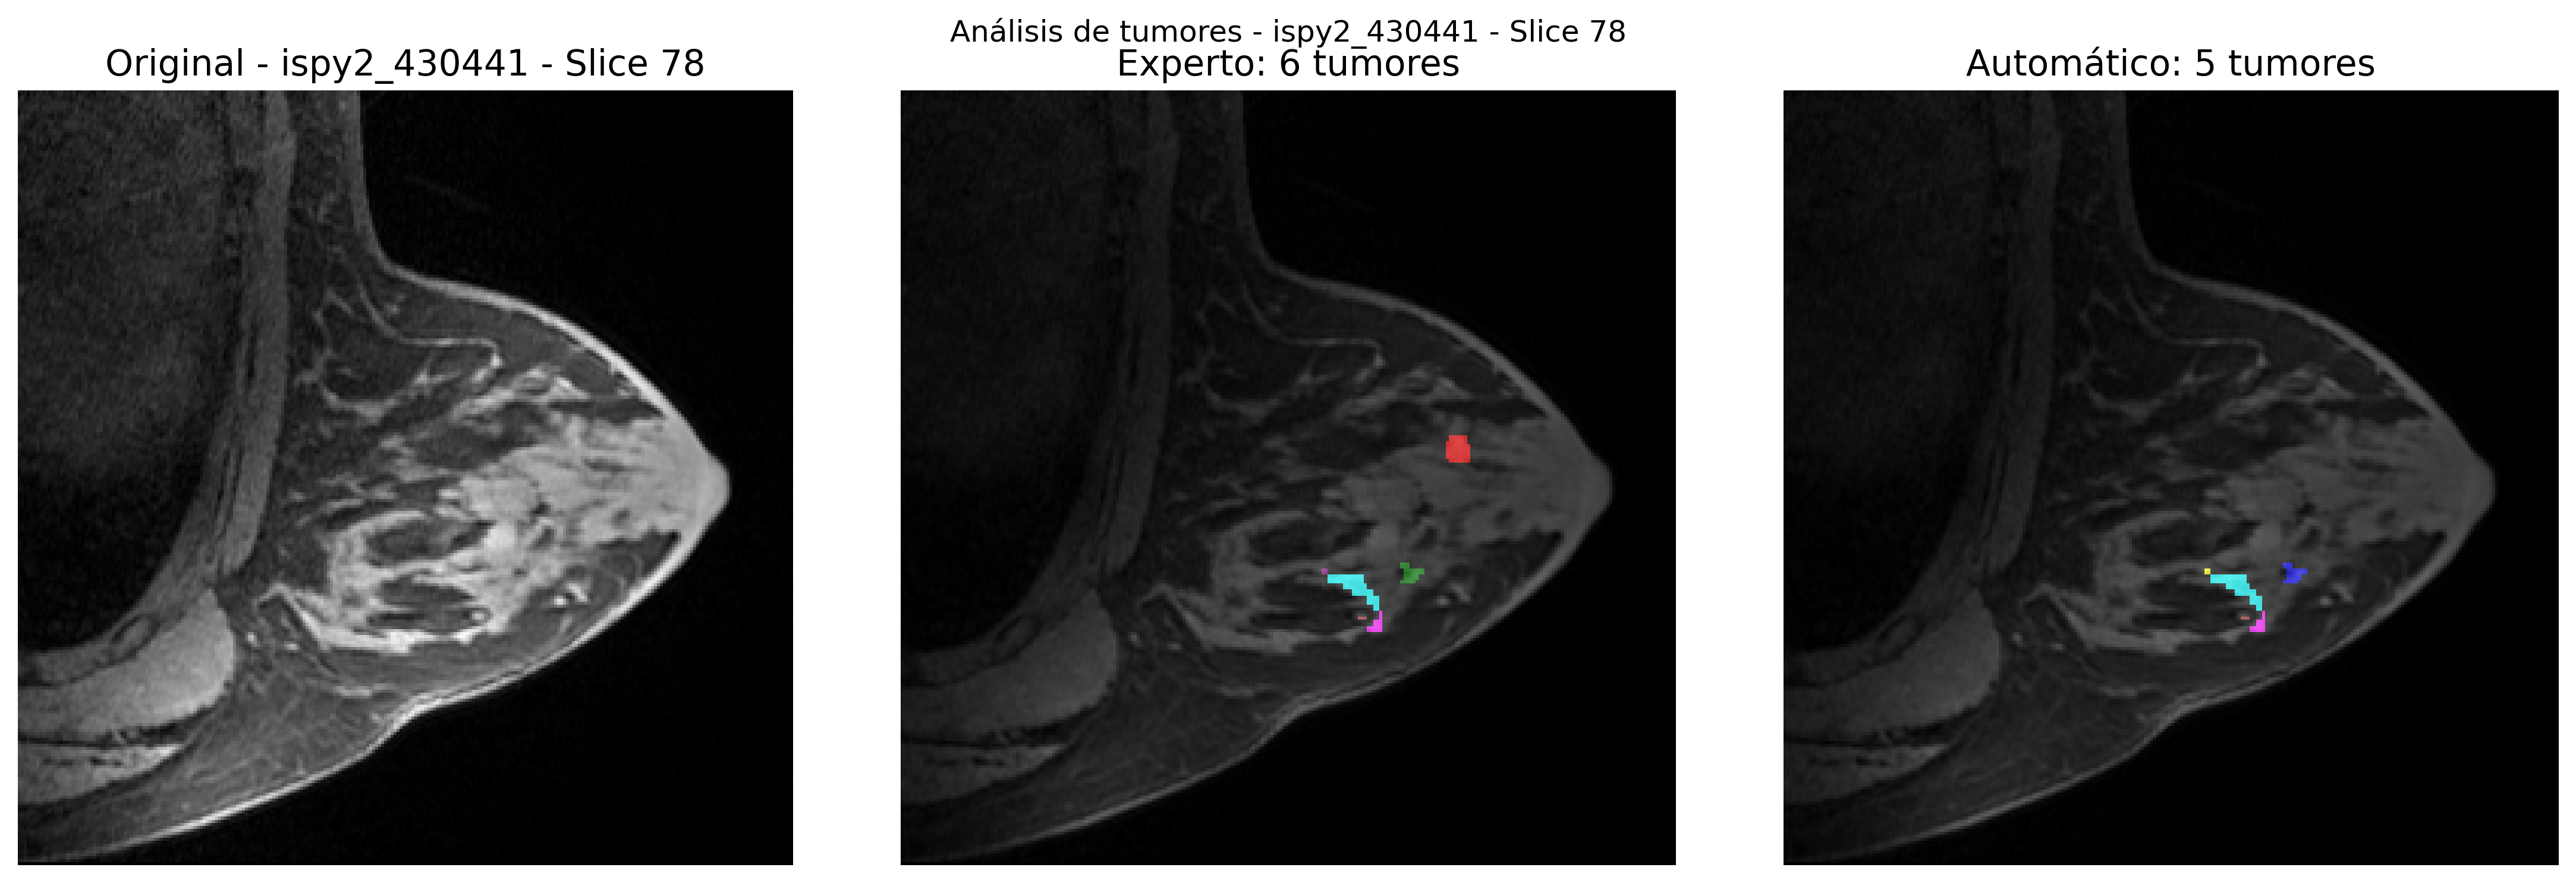 Análisis de tumores - ispy2_430441 - Slice 78
Original - ispy2_430441 - Slice 78
Experto: 6 tumores
Automático: 5 tumores